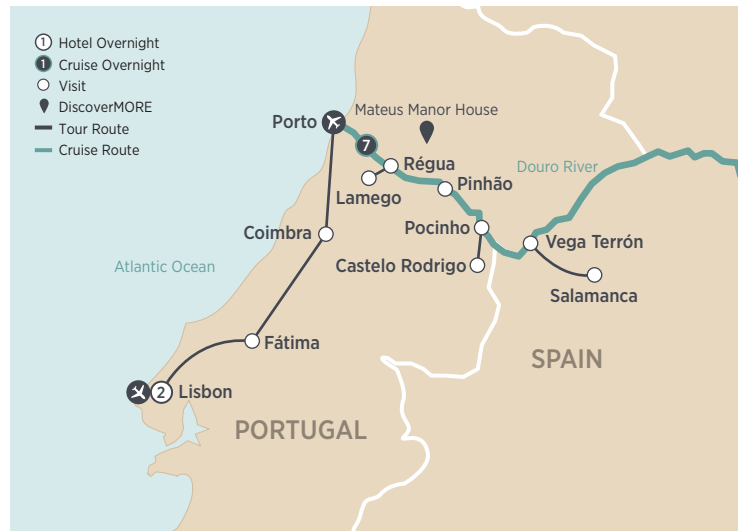 1 Hotel Overnight
1 Cruise Overnight
Visit
DiscoverMORE
Tour Route
Cruise Route
Porto
Mateus Manor House
7
Régua
Douro River
Lamego
Pinhão
Coimbra
Pocinho
Vega Terrón
Atlantic Ocean
Castelo Rodrigo
Salamanca
Fátima
SPAIN
2 Lisbon
PORTUGAL